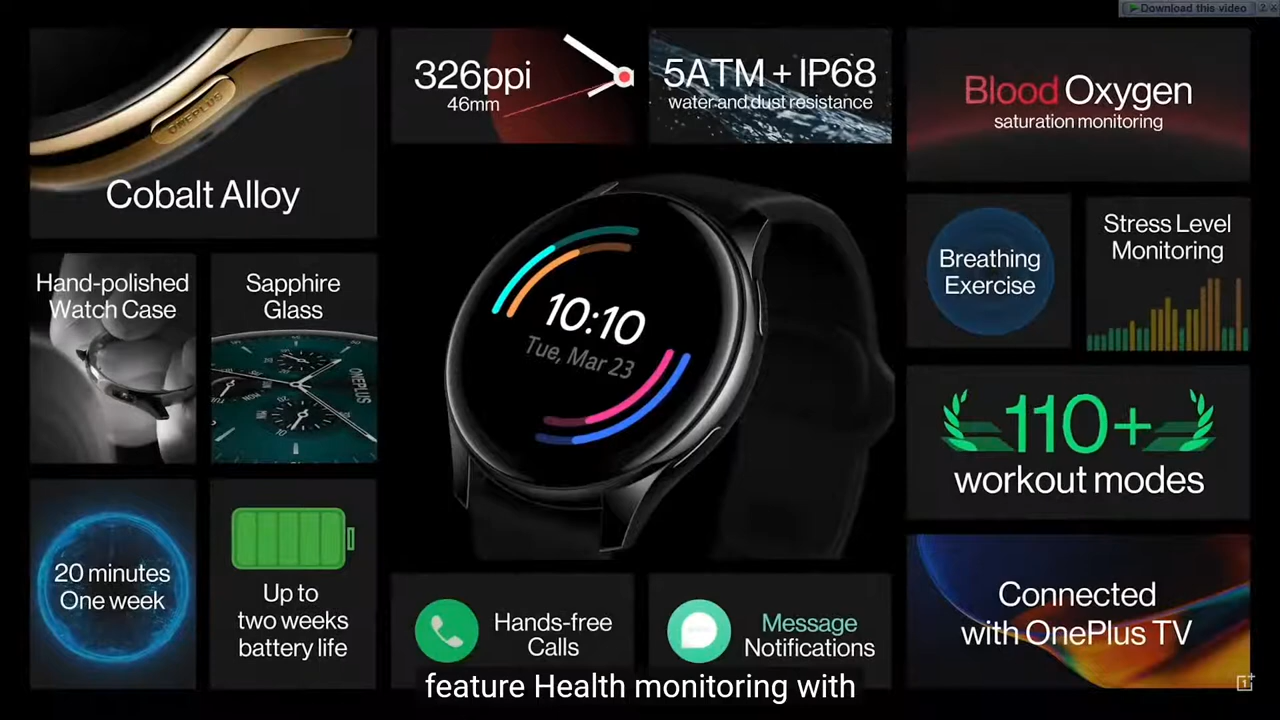 Download this video
?
X
ONEPLUS
Cobalt Alloy
326ppi
46mm
5ATM + IP68
water and dust resistance
Blood Oxygen
saturation monitoring
Hand-polished
Watch Case
Sapphire
Glass
ONEPLUS
10:10
Tue, Mar 23
Breathing
Exercise
Stress Level
Monitoring
110+
workout modes
20 minutes
One week
Up to
two weeks
battery life
Hands-free
Calls
Message
Notifications
Connected
with OnePlus TV
feature Health monitoring with
1+